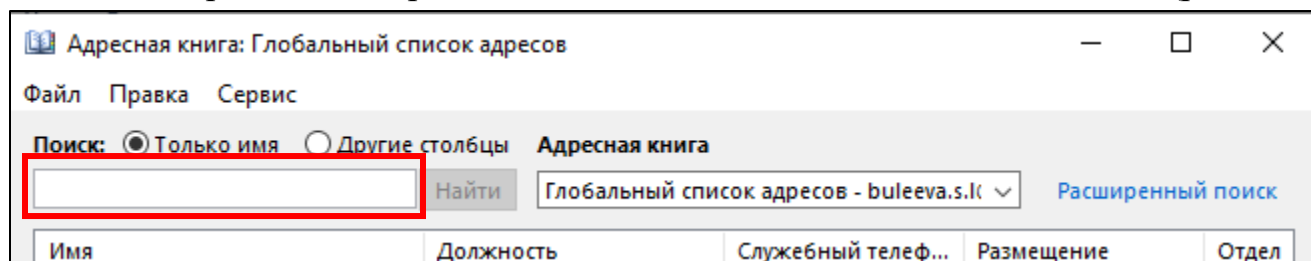 Адресная книга: Глобальный список адресов
Файл Правка Сервис
Поиск: Только имя Другие столбцы Адресная книга
Найти Глобальный список адресов - buleeva.s.l Расширенный поиск
Имя Должность Служебный телеф... Размещение Отдел